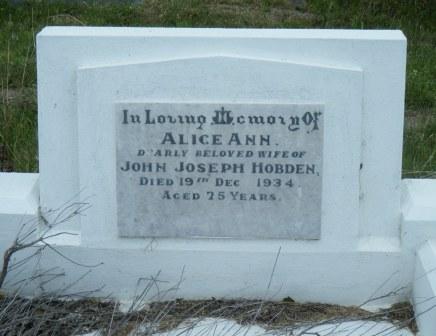 In Loving Memory Of
ALICE ANN.
D ARLY BELOVED WIFE OF
JOHN JOSEPH HOBDEN,
DIED 19TH DEC 1934
AGED 75 YEARS.